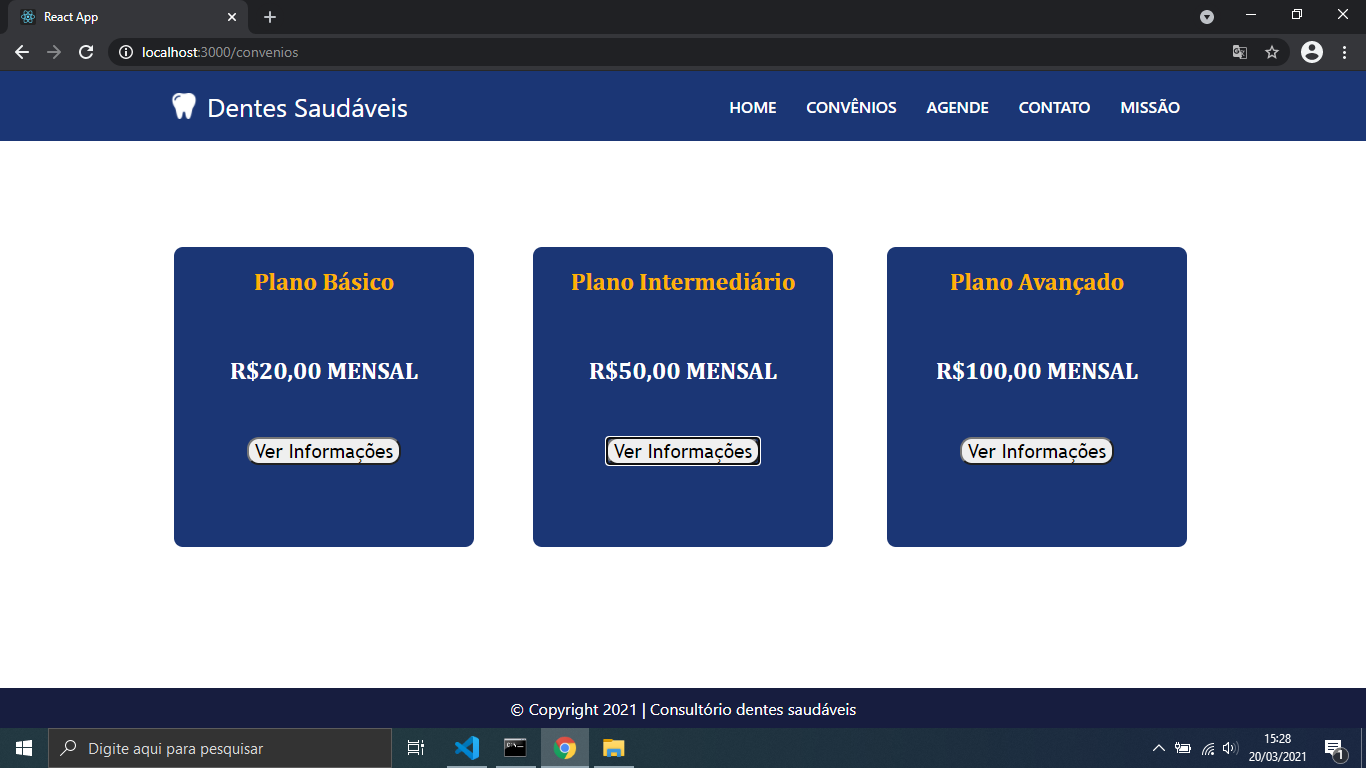 React App
localhost:3000/convenios
Dentes Saudáveis
HOME CONVÊNIOS AGENDE CONTATO MISSÃO
Plano Básico
R$20,00 MENSAL
Ver Informações
Plano Intermediário
R$50,00 MENSAL
Ver Informações
Plano Avançado
R$100,00 MENSAL
Ver Informações
© Copyright 2021 | Consultório dentes saudáveis
Digite aqui para pesquisar
15:28
20/03/2021
1